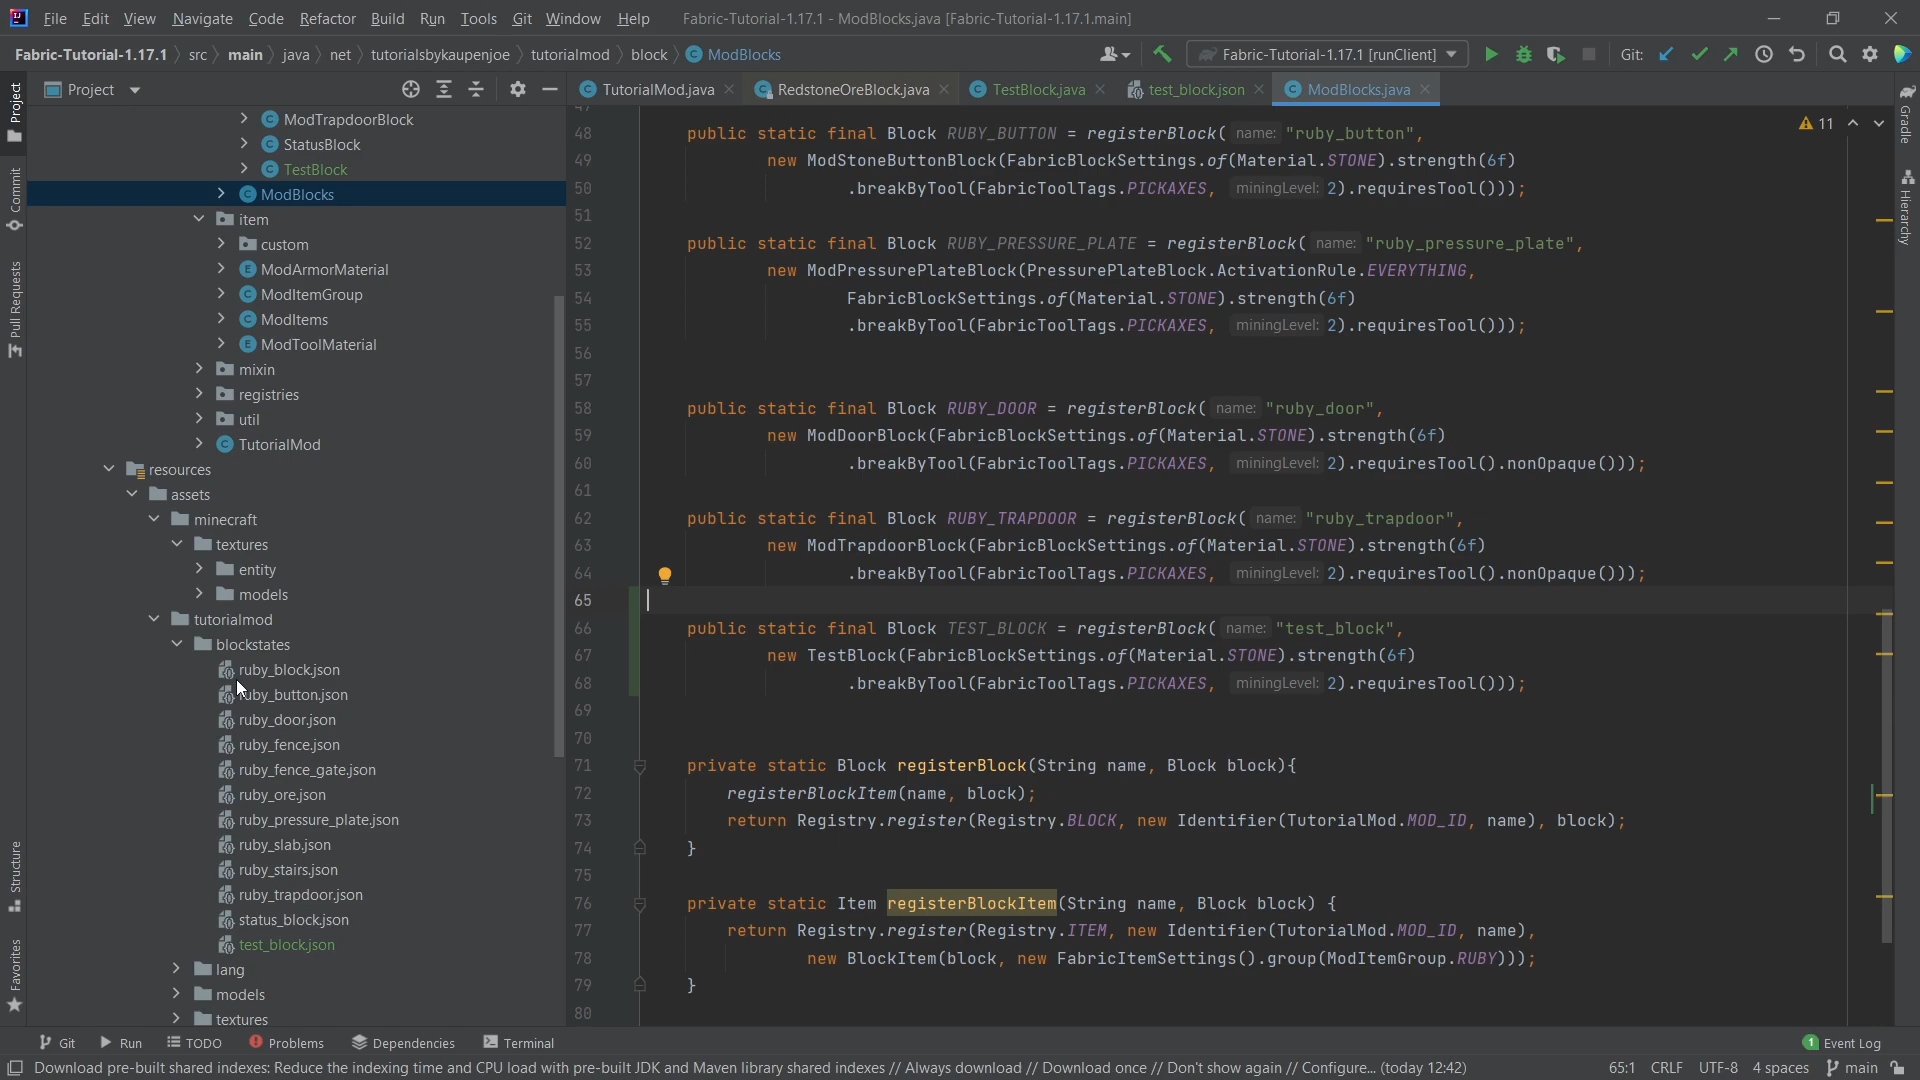 File Edit View Navigate Code Refactor Build Run Tools Git Window Help Fabric-Tutorial-1.17.1 - ModBlocks.java [Fabric-Tutorial-1.17.1.main]
Fabric-Tutorial-1.17.1 src main java net tutorialsbykaupenjoe tutorialmod block ModBlocks Fabric-Tutorial-1.17.1 [runClient] Git:
Project TutorialMod.java RedstoneOreBlock.java TestBlock.java test_block.json ModBlocks.java
Project
Commit
Pull Requests
Structure
Favorites
ModTrapdoorBlock
StatusBlock
TestBlock
ModBlocks
item
custom
ModArmorMaterial
ModItemGroup
ModItems
ModToolMaterial
mixin
registries
util
TutorialMod
resources
assets
minecraft
textures
entity
models
tutorialmod
blockstates
ruby_block.json
ruby_button.json
ruby_door.json
ruby_fence.json
ruby_fence_gate.json
ruby_ore.json
ruby_pressure_plate.json
ruby_slab.json
ruby_stairs.json
ruby_trapdoor.json
status_block.json
test_block.json
lang
models
textures
11
47
48 public static final Block RUBY_BUTTON = registerBlock( name: "ruby_button",
49 new ModStoneButtonBlock(FabricBlockSettings.of(Material.STONE).strength(6f)
50 .breakByTool(FabricToolTags.PICKAXES, miningLevel: 2).requiresTool()));
51
52 public static final Block RUBY_PRESSURE_PLATE = registerBlock( name: "ruby_pressure_plate",
53 new ModPressurePlateBlock(PressurePlateBlock.ActivationRule.EVERYTHING,
54 FabricBlockSettings.of(Material.STONE).strength(6f)
55 .breakByTool(FabricToolTags.PICKAXES, miningLevel: 2).requiresTool()));
56
57
58 public static final Block RUBY_DOOR = registerBlock( name: "ruby_door",
59 new ModDoorBlock(FabricBlockSettings.of(Material.STONE).strength(6f)
60 .breakByTool(FabricToolTags.PICKAXES, miningLevel: 2).requiresTool().nonOpaque()));
61
62 public static final Block RUBY_TRAPDOOR = registerBlock( name: "ruby_trapdoor",
63 new ModTrapdoorBlock(FabricBlockSettings.of(Material.STONE).strength(6f)
64 .breakByTool(FabricToolTags.PICKAXES, miningLevel: 2).requiresTool().nonOpaque()));
65
66 public static final Block TEST_BLOCK = registerBlock( name: "test_block",
67 new TestBlock(FabricBlockSettings.of(Material.STONE).strength(6f)
68 .breakByTool(FabricToolTags.PICKAXES, miningLevel: 2).requiresTool()));
69
70
71 private static Block registerBlock(String name, Block block){
72 registerBlockItem(name, block);
73 return Registry.register(Registry.BLOCK, new Identifier(TutorialMod.MOD_ID, name), block);
74 }
75
76 private static Item registerBlockItem(String name, Block block) {
77 return Registry.register(Registry.ITEM, new Identifier(TutorialMod.MOD_ID, name),
78 new BlockItem(block, new FabricItemSettings().group(ModItemGroup.RUBY)));
79 }
80
Gradle
Hierarchy
Git Run TODO Problems Dependencies Terminal 1 Event Log
Download pre-built shared indexes: Reduce the indexing time and CPU load with pre-built JDK and Maven library shared indexes // Always download // Download once // Don't show again // Configure... (today 12:42) 65:1 CRLF UTF-8 4 spaces main